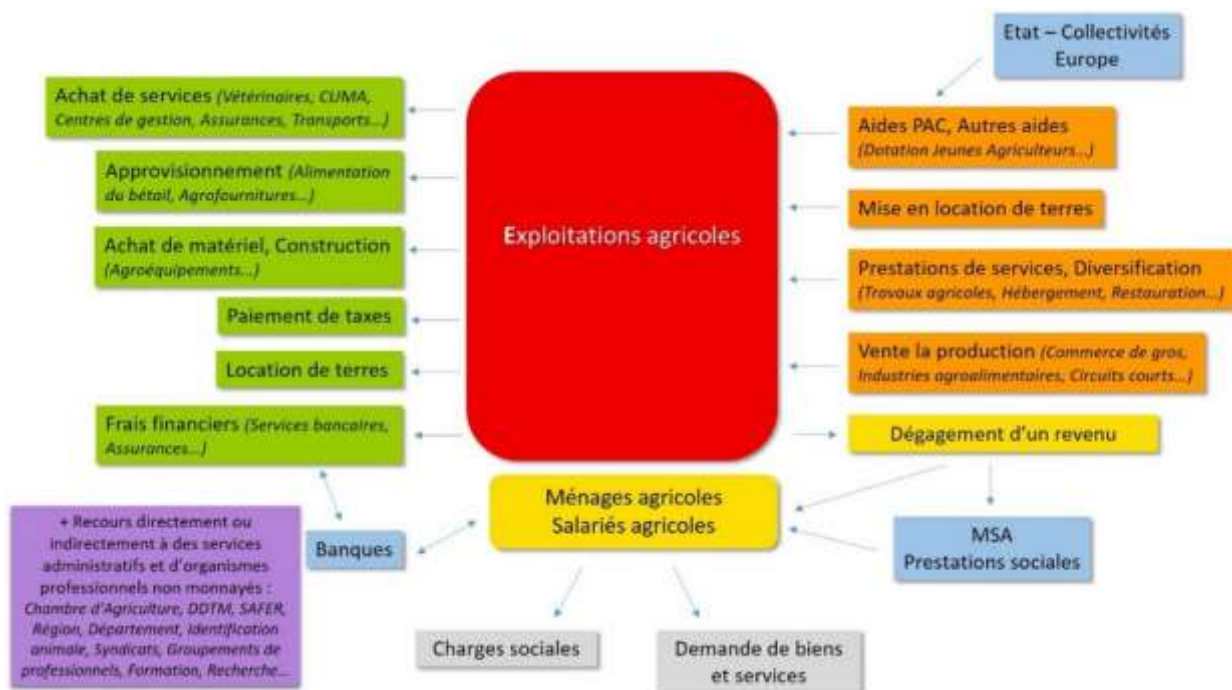 Etat – Collectivités
Europe
Achat de services (Vétérinaires, CUMA,
Centres de gestion, Assurances, Transports...)
Approvisionnement (Alimentation
du bétail, Agrofournitures...)
Achat de matériel, Construction
(Agroéquipements...)
Paiement de taxes
Location de terres
Frais financiers (Services bancaires,
Assurances...)
Exploitations agricoles
Aides PAC, Autres aides
(Dotation Jeunes Agriculteurs...)
Mise en location de terres
Prestations de services, Diversification
(Travaux agricoles, Hébergement, Restauration...)
Vente la production (Commerce de gros,
Industries agroalimentaires, Circuits courts...)
Dégagement d'un revenu
Ménages agricoles
Salariés agricoles
MSA
Prestations sociales
Banques
+ Recours directement ou
indirectement à des services
administratifs et d'organismes
professionnels non monnayés :
Chambre d'Agriculture, DDTM, SAFER,
Région, Département, Identification
animale, Syndicats, Groupements de
professionnels, Formation, Recherche...
Charges sociales
Demande de biens
et services